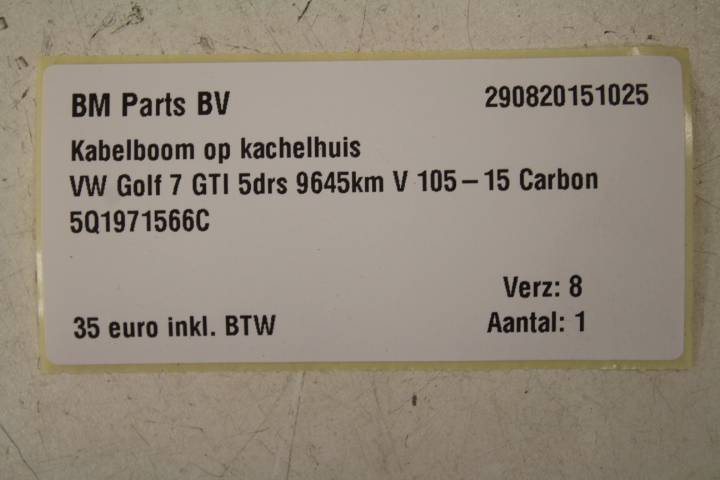 BM Parts BV 290820151025
Kabelboom op kachelhuis
VW Golf 7 GTI 5drs 9645km V 105 – 15 Carbon
5Q1971566C
Verz: 8
35 euro inkl. BTW Aantal: 1